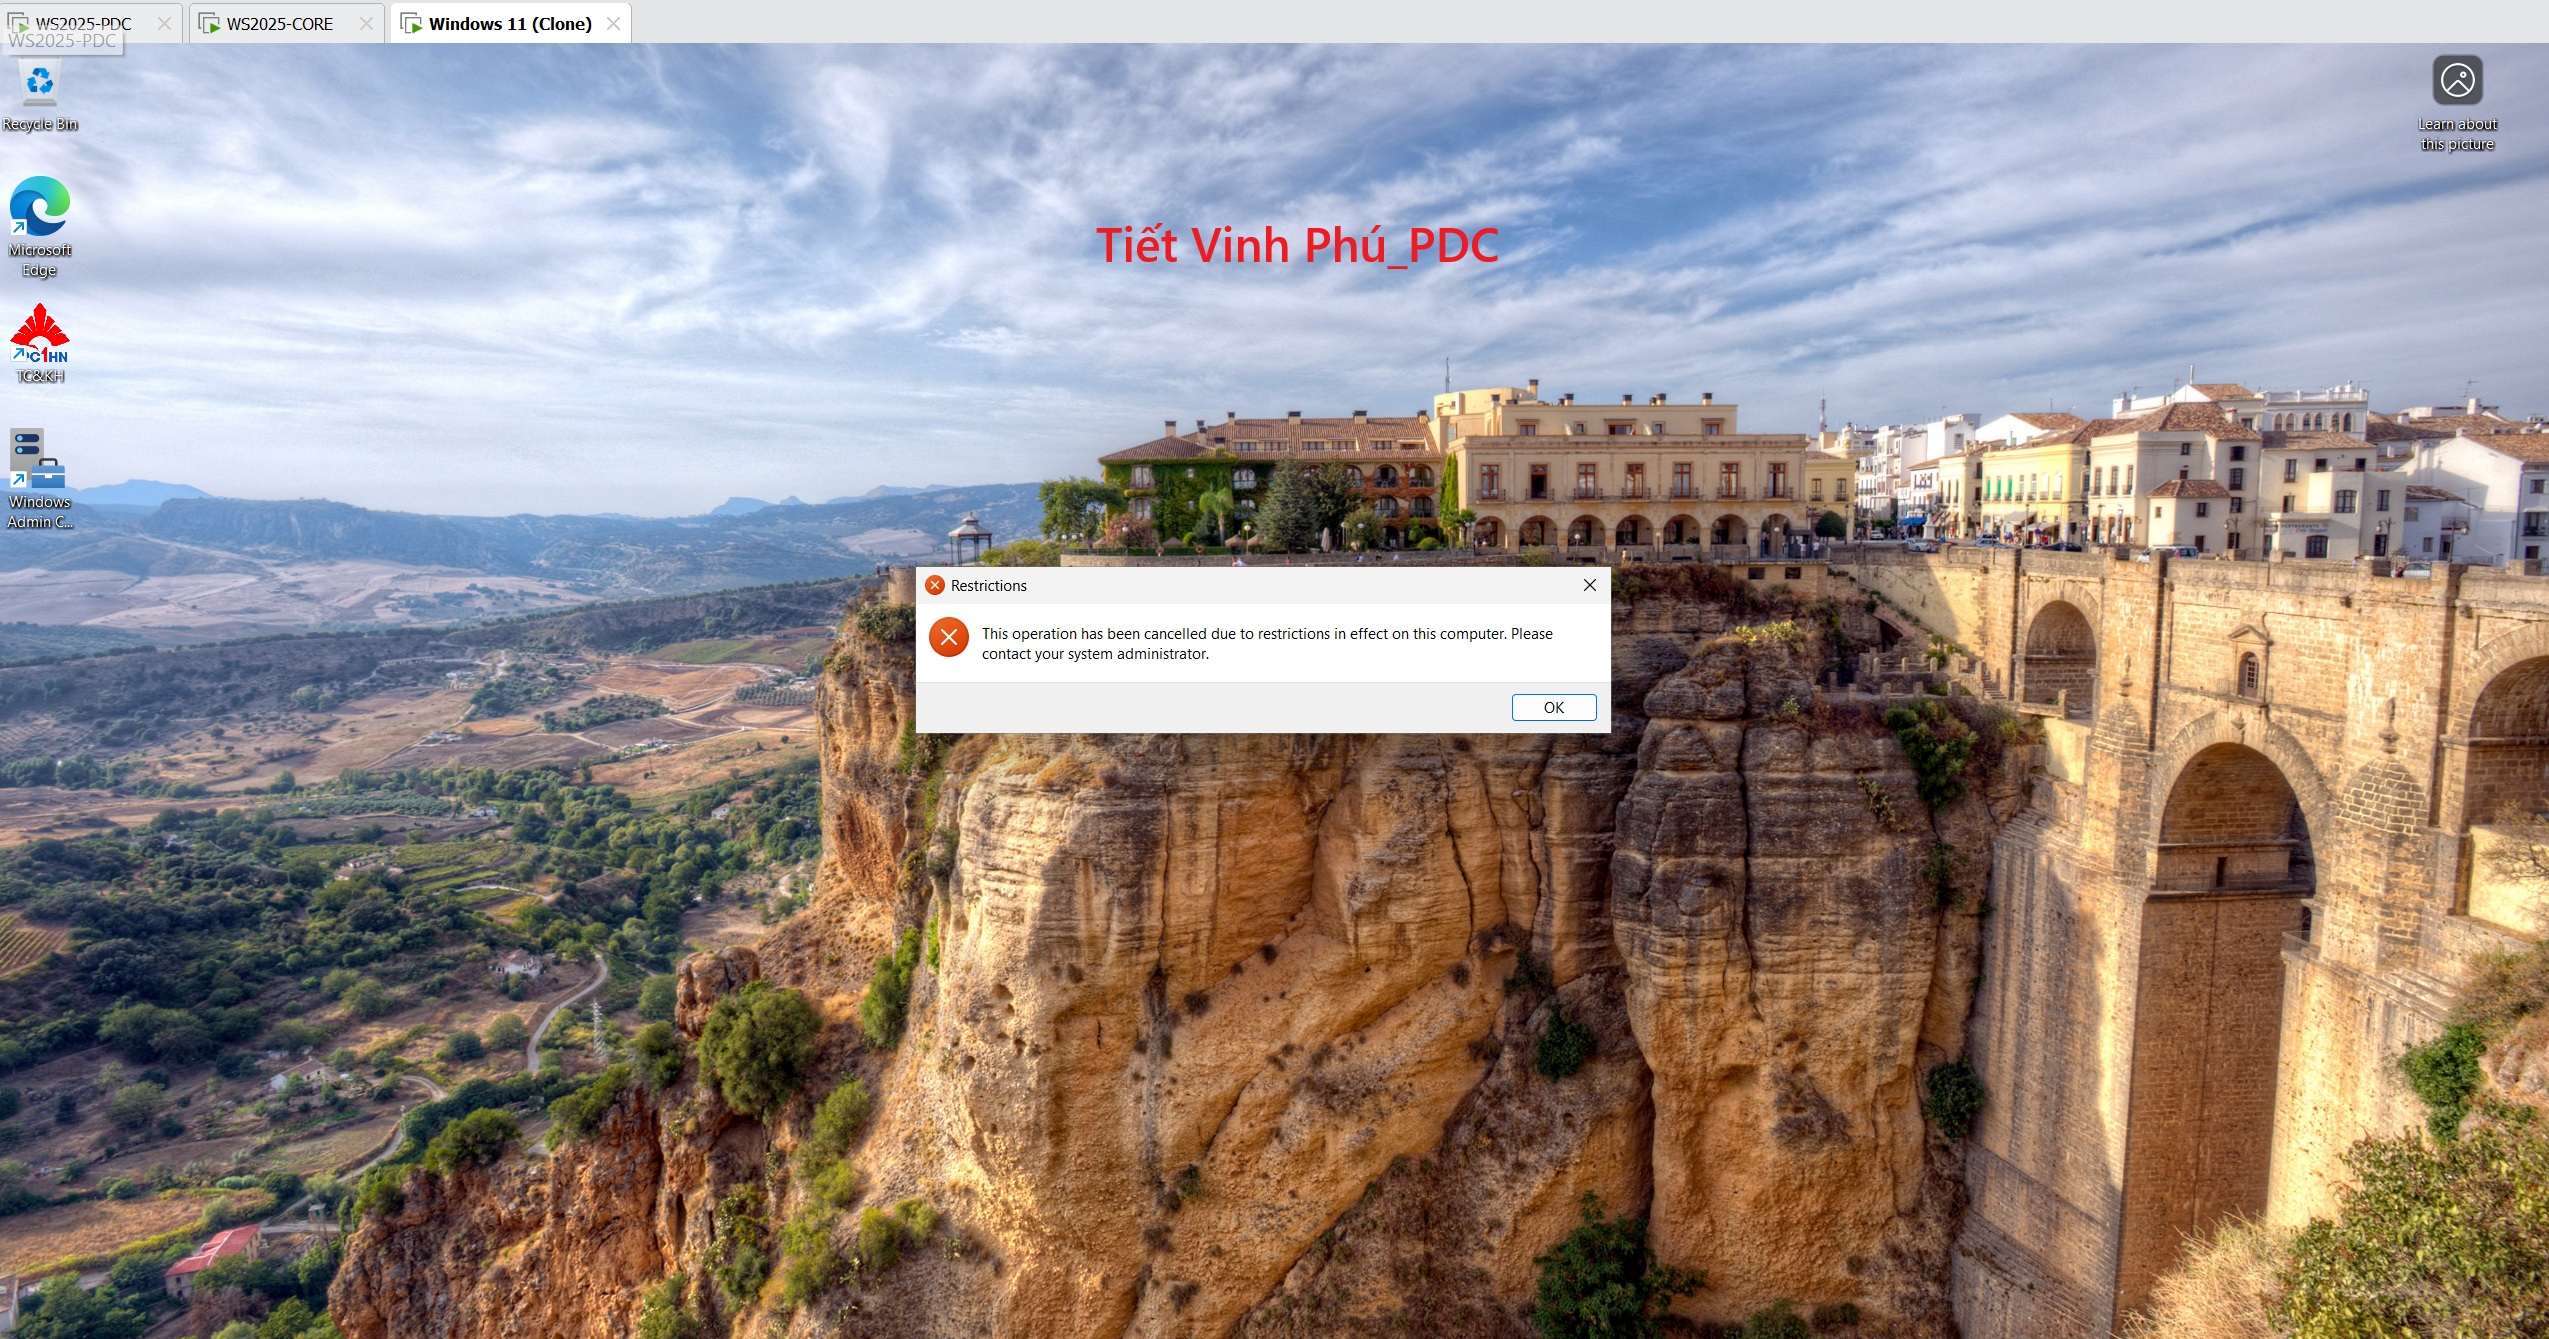 WS2025-PDC
WS2025-CORE
Windows 11 (Clone)
WS2025-PDC
Recycle Bin
Learn about
this picture
Microsoft
Edge
Tiết Vinh Phú_PDC
PC1HN
TC&KH
Windows
Admin C...
Restrictions
This operation has been cancelled due to restrictions in effect on this computer. Please
contact your system administrator.
OK